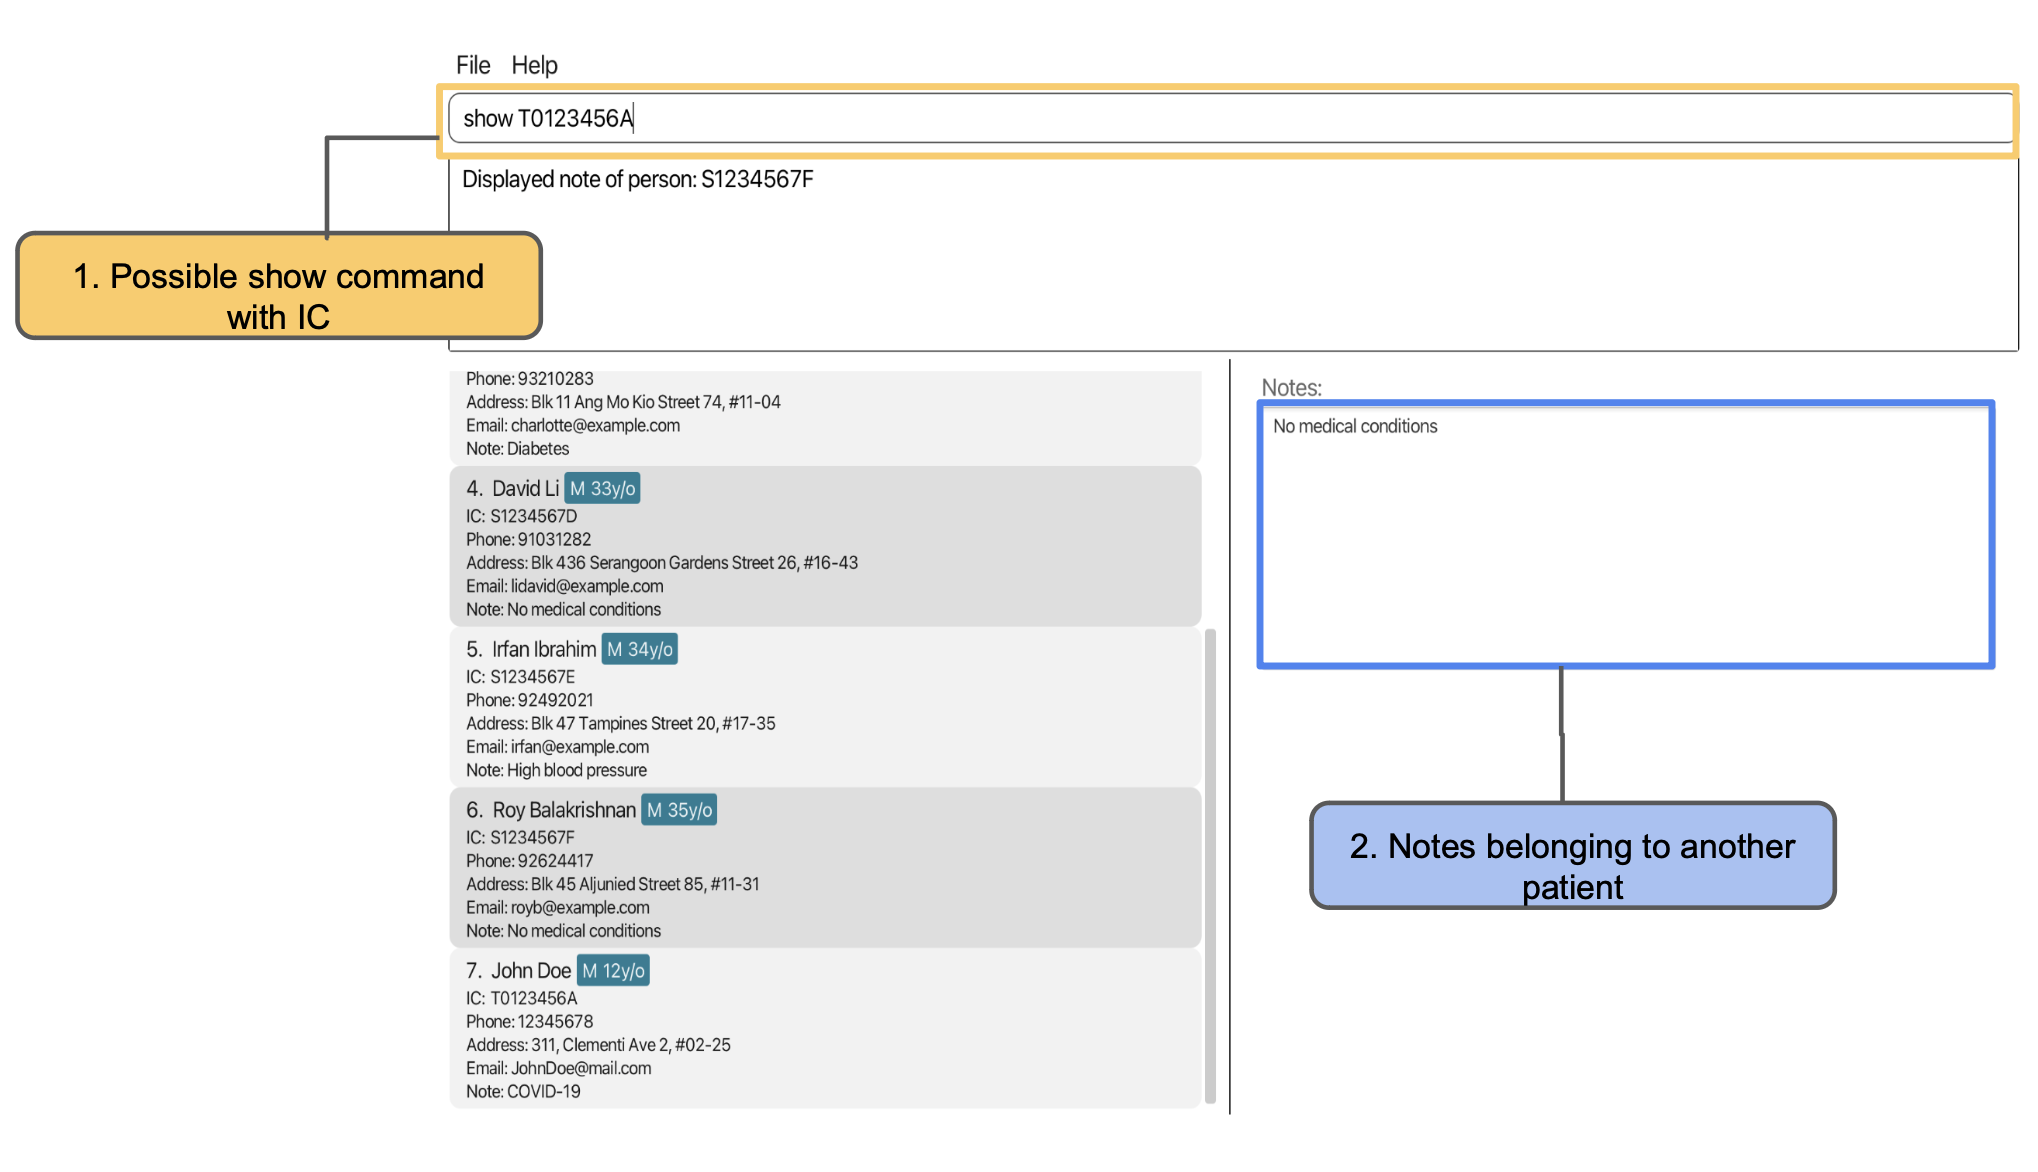 File Help
show T0123456A
Displayed note of person: S1234567F
1. Possible show command
with IC
Phone: 93210283
Address: Blk 11 Ang Mo Kio Street 74, #11-04
Email: charlotte@example.com
Note: Diabetes
4. David Li M 33y/o
IC: S1234567D
Phone: 91031282
Address: Blk 436 Serangoon Gardens Street 26, #16-43
Email: lidavid@example.com
Note: No medical conditions
5. Irfan Ibrahim M 34y/o
IC: S1234567E
Phone: 92492021
Address: Blk 47 Tampines Street 20, #17-35
Email: irfan@example.com
Note: High blood pressure
6. Roy Balakrishnan M 35y/o
IC: S1234567F
Phone: 92624417
Address: Blk 45 Aljunied Street 85, #11-31
Email: royb@example.com
Note: No medical conditions
7. John Doe M 12y/o
IC: T0123456A
Phone: 12345678
Address: 311, Clementi Ave 2, #02-25
Email: JohnDoe@mail.com
Note: COVID-19
Notes:
No medical conditions
2. Notes belonging to another
patient